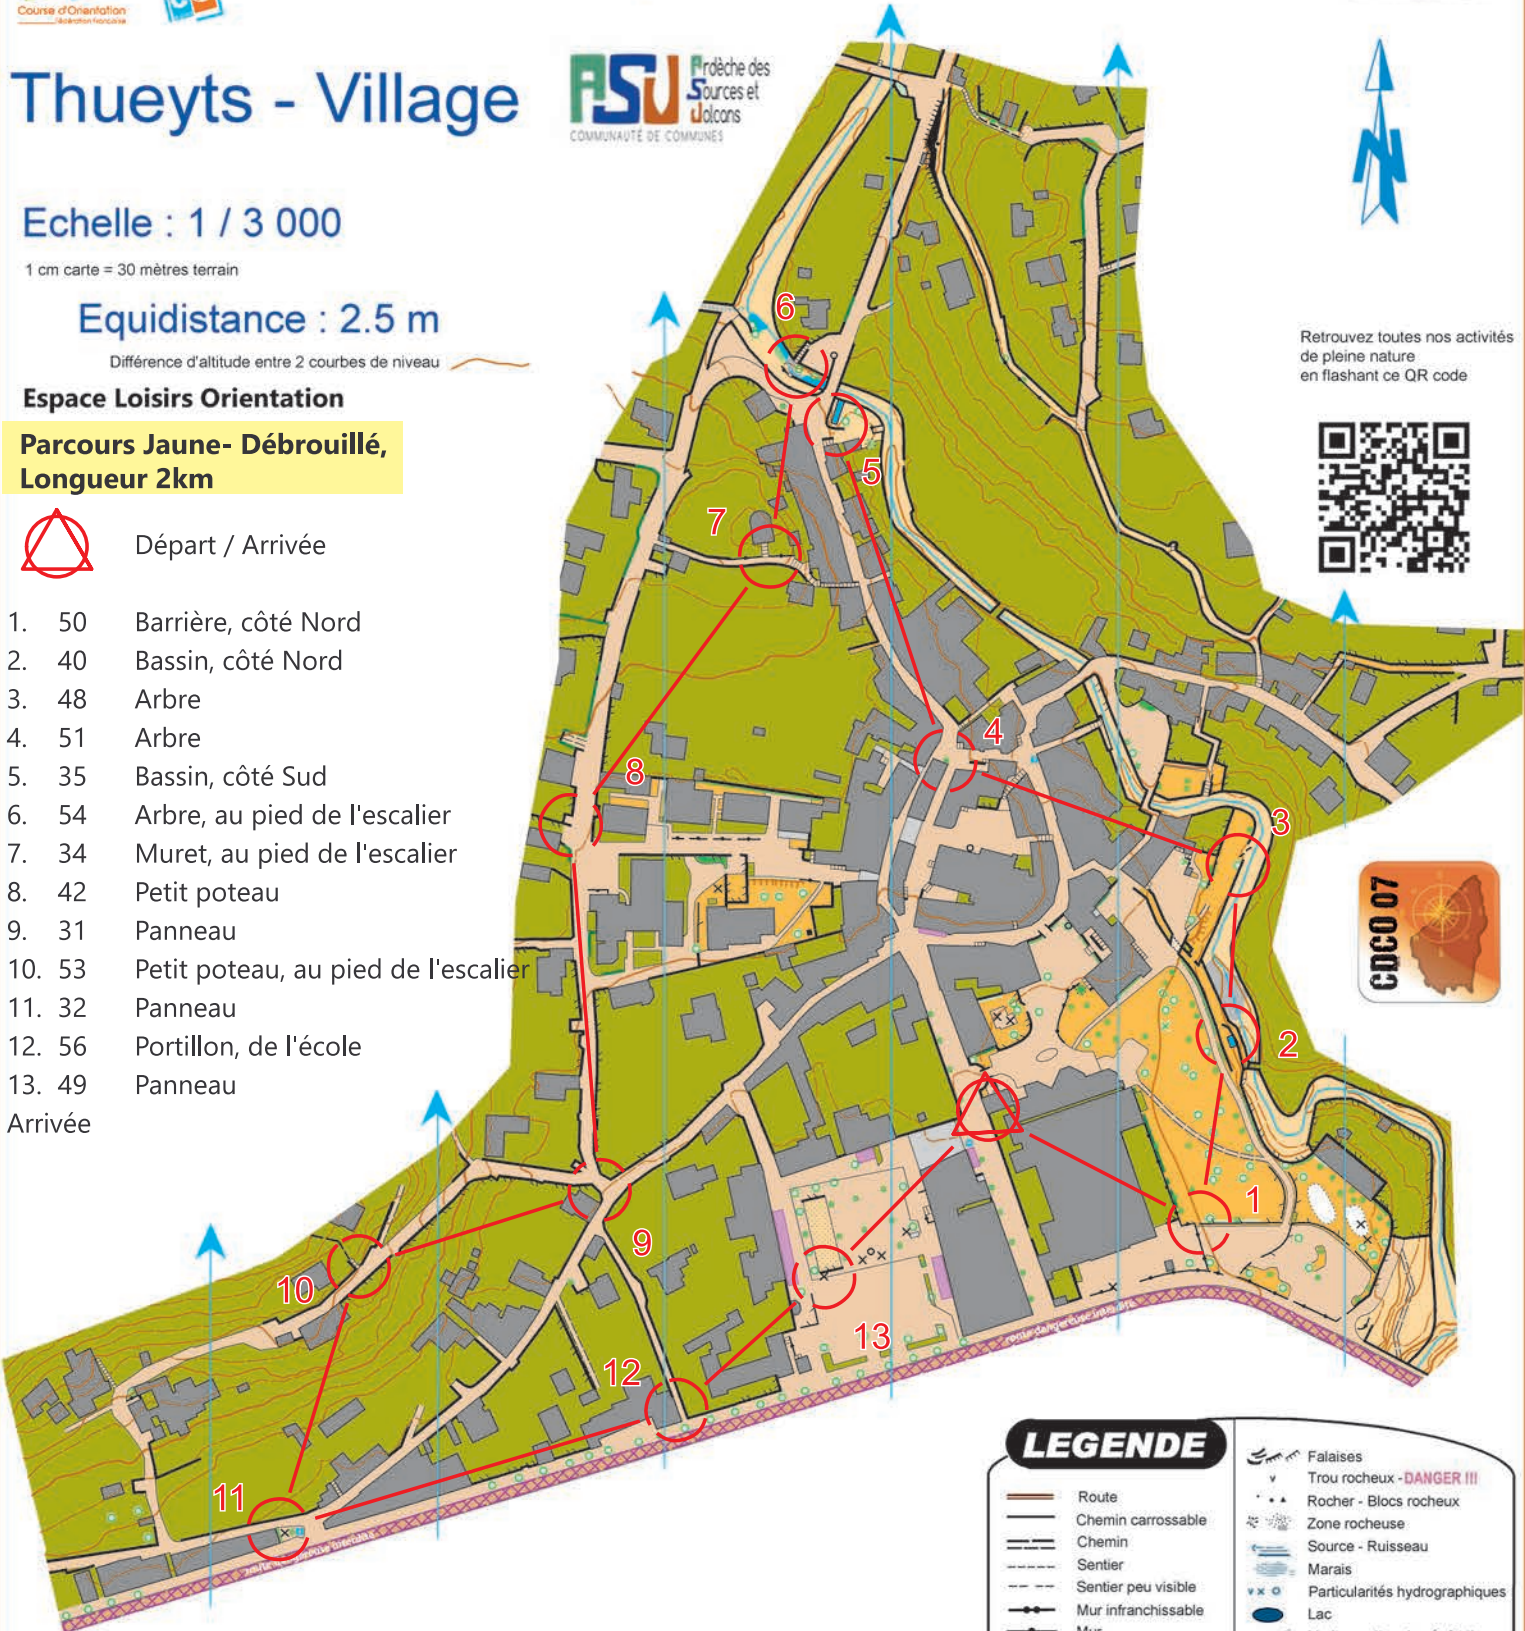 Course d'Orientation
fédération française
Thueyts - Village
ASV
Ardèche des
Sources et
Volcans
COMMUNAUTÉ DE COMMUNES
N
Echelle : 1 / 3 000
1 cm carte = 30 mètres terrain
Equidistance : 2.5 m
Différence d'altitude entre 2 courbes de niveau
Espace Loisirs Orientation
Parcours Jaune- Débrouillé,
Longueur 2km
Départ / Arrivée
1. 50 Barrière, côté Nord
2. 40 Bassin, côté Nord
3. 48 Arbre
4. 51 Arbre
5. 35 Bassin, côté Sud
6. 54 Arbre, au pied de l'escalier
7. 34 Muret, au pied de l'escalier
8. 42 Petit poteau
9. 31 Panneau
10. 53 Petit poteau, au pied de l'escalier
11. 32 Panneau
12. 56 Portillon, de l'école
13. 49 Panneau
Arrivée
Retrouvez toutes nos activités
de pleine nature
en flashant ce QR code
CDCO 07
6
5
7
4
8
3
2
1
9
10
13
12
11
route dangereuse
LEGENDE
Route
Chemin carrossable
Chemin
Sentier
Sentier peu visible
Mur infranchissable
Mur
Falaises
Trou rocheux - DANGER !!!
Rocher - Blocs rocheux
Zone rocheuse
Source - Ruisseau
Marais
Particularités hydrographiques
Lac